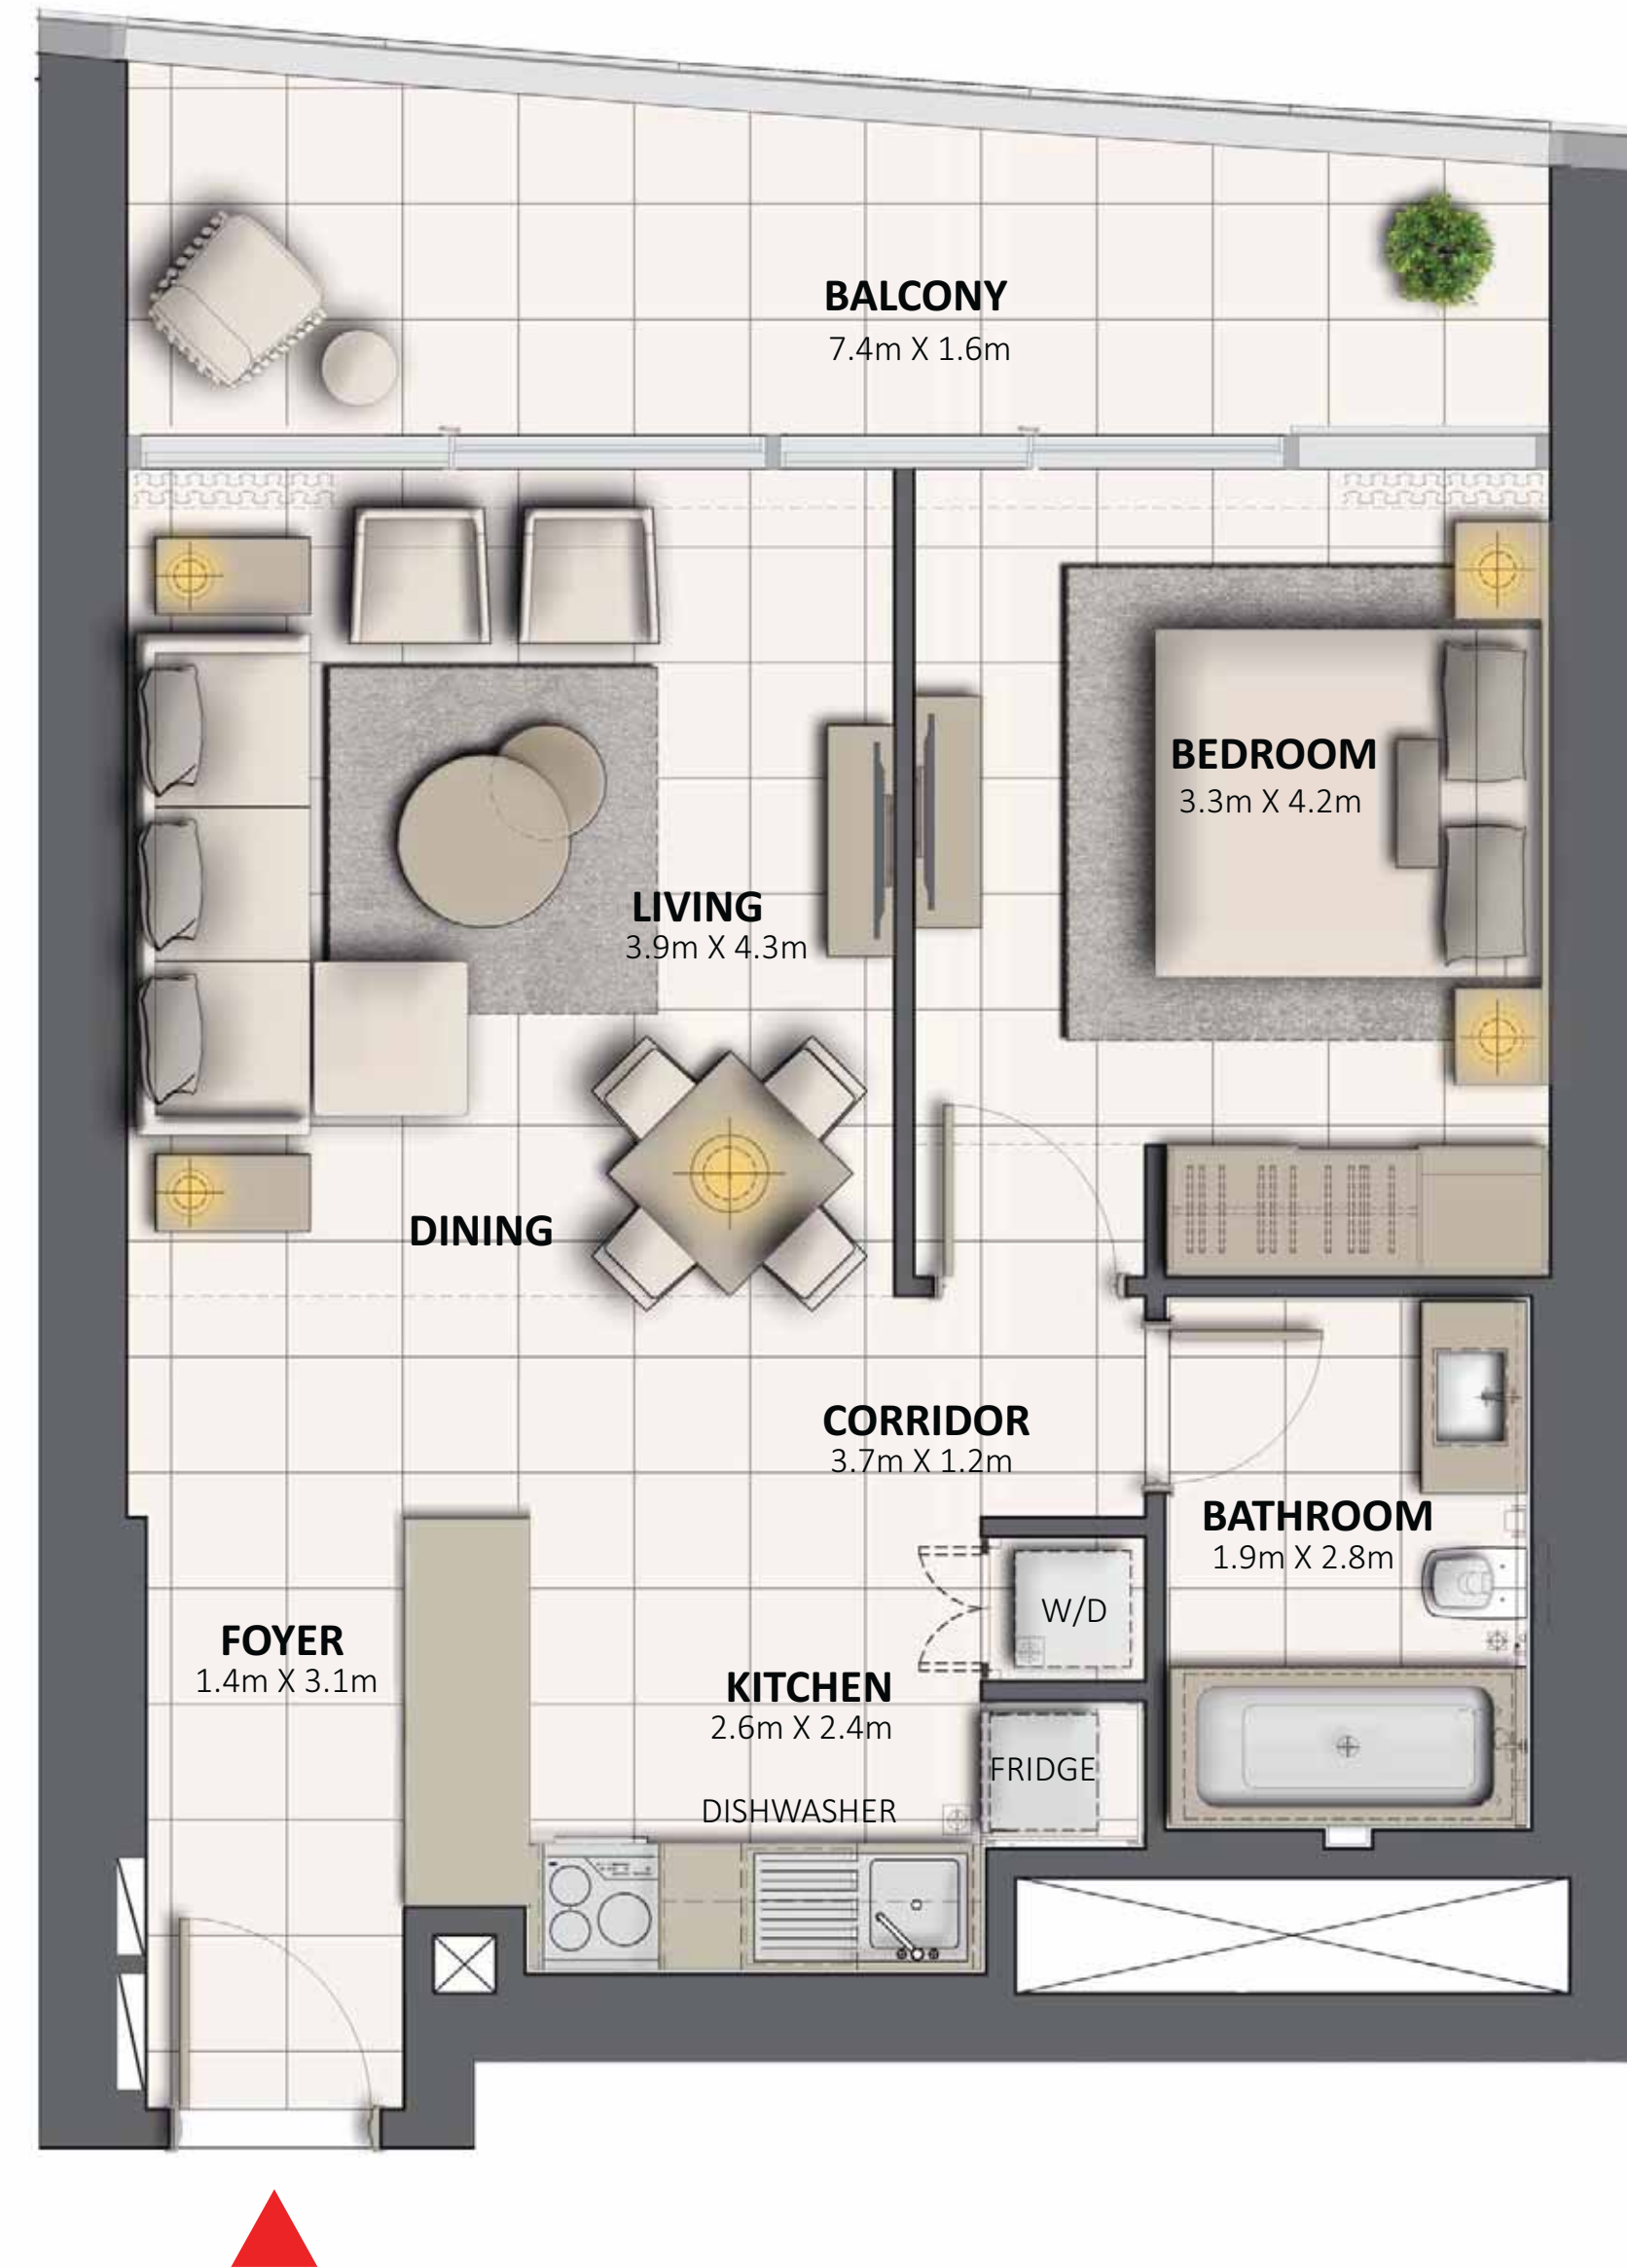 BALCONY
7.4m X 1.6m
BEDROOM
3.3m X 4.2m
LIVING
3.9m X 4.3m
DINING
CORRIDOR
3.7m X 1.2m
BATHROOM
1.9m X 2.8m
W/D
FOYER
1.4m X 3.1m
KITCHEN
2.6m X 2.4m
FRIDGE
DISHWASHER